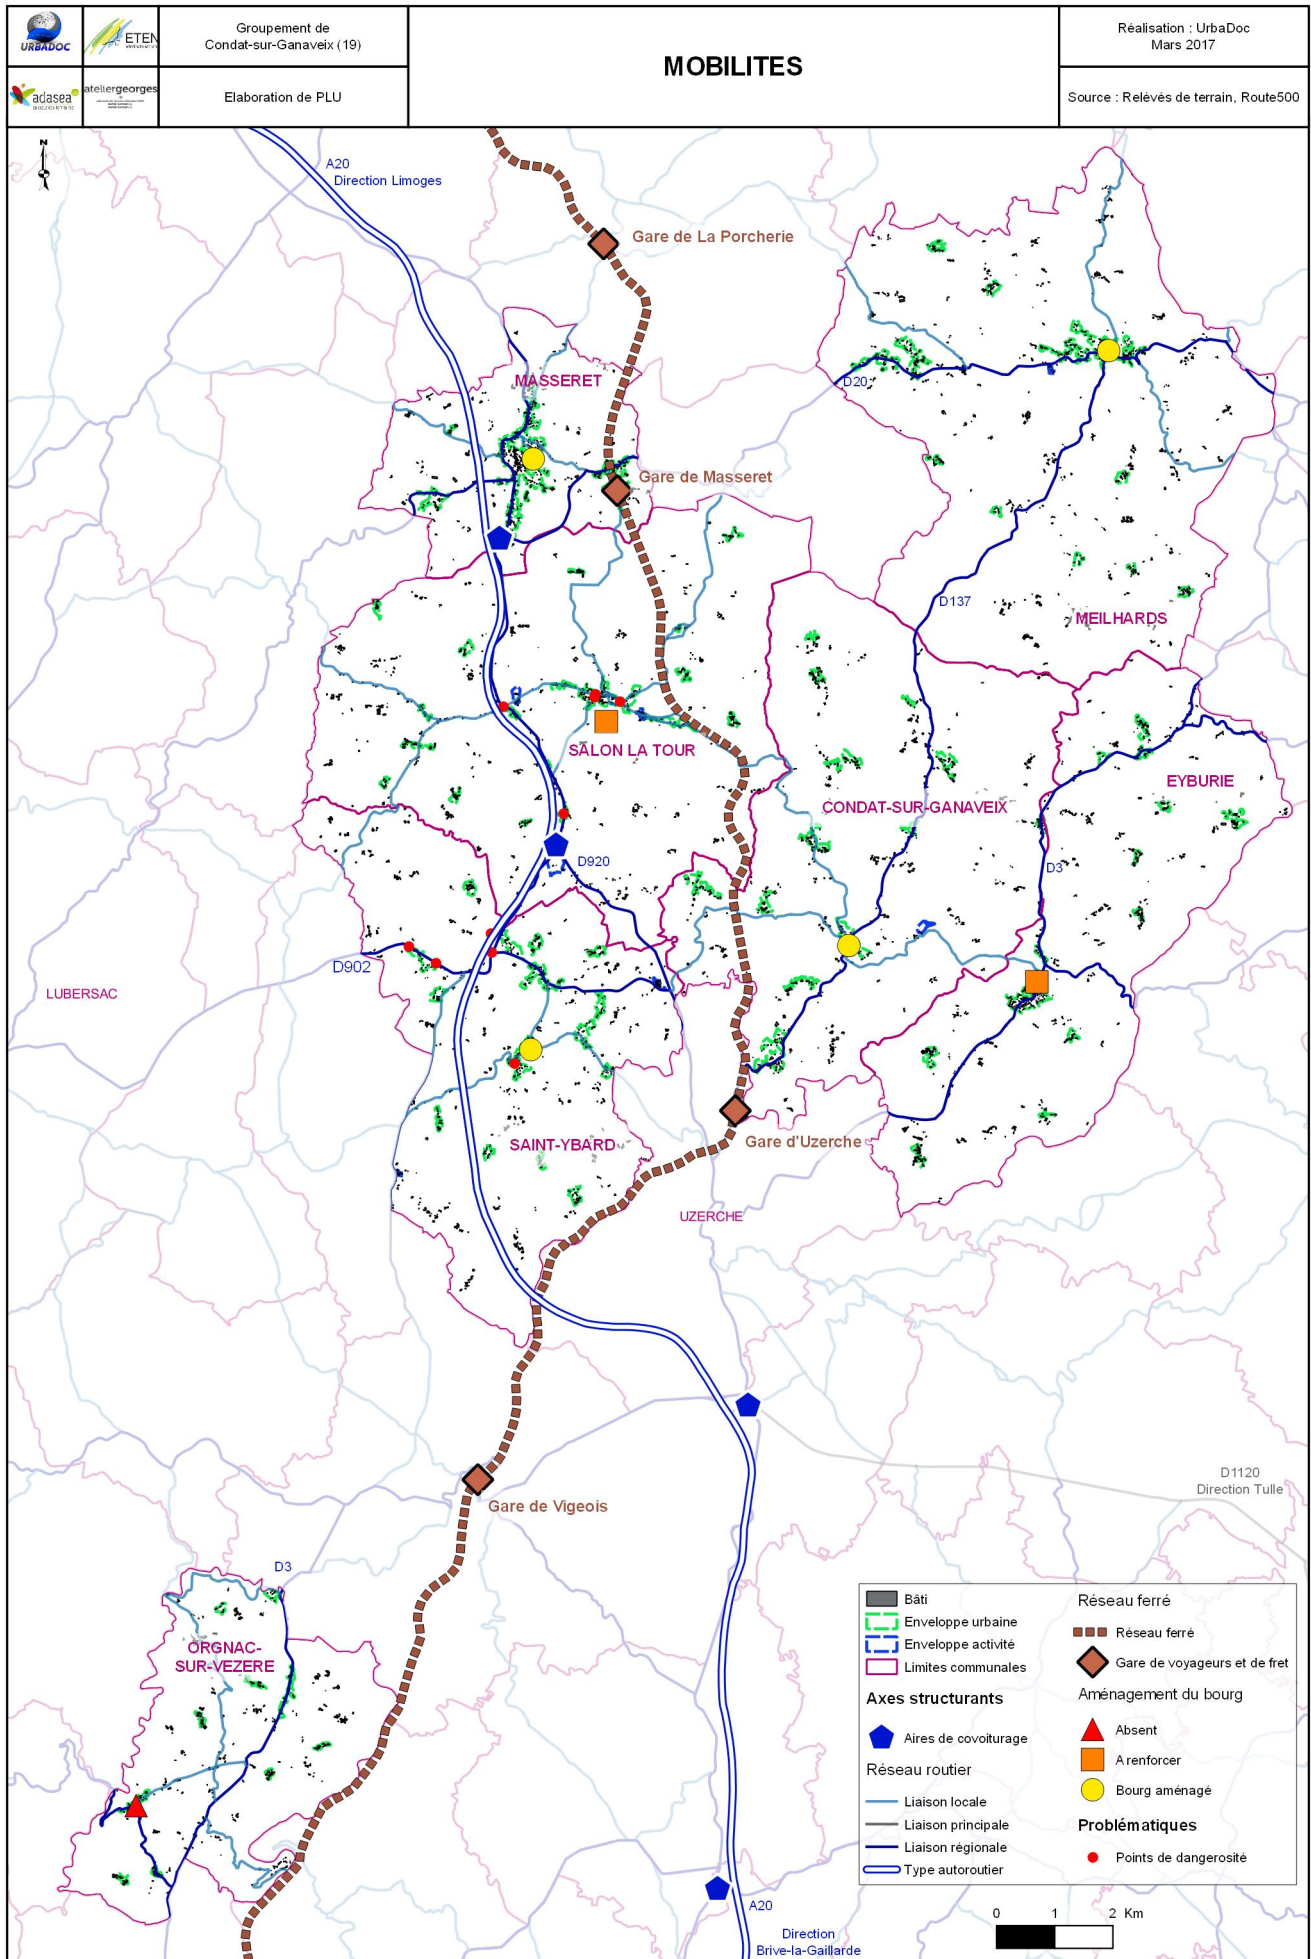 URBADOC
ETEN
Groupement de
Condat-sur-Ganaveix (19)
MOBILITES
Réalisation : UrbaDoc
Mars 2017
adasea
ateliergeorges
Elaboration de PLU
Source : Relévés de terrain, Route500
N
A20
Direction Limoges
Gare de La Porcherie
MASSERET
D20
Gare de Masseret
D137
MEILHARDS
SALON LA TOUR
EYBURIE
CONDAT-SUR-GANAVEIX
D920
D3
D902
LUBERSAC
SAINT-YBARD
Gare d'Uzerche
UZERCHE
D1120
Direction Tulle
Gare de Vigeois
D3
ORGNAC-
SUR-VEZERE
Bâti
Enveloppe urbaine
Enveloppe activité
Limites communales
Axes structurants
Aires de covoiturage
Réseau routier
Liaison locale
Liaison principale
Liaison régionale
Type autoroutier
Réseau ferré
Réseau ferré
Gare de voyageurs et de fret
Aménagement du bourg
Absent
A renforcer
Bourg aménagé
Problématiques
Points de dangerosité
0 1 2 Km
A20
Direction
Brive-la-Gaillarde